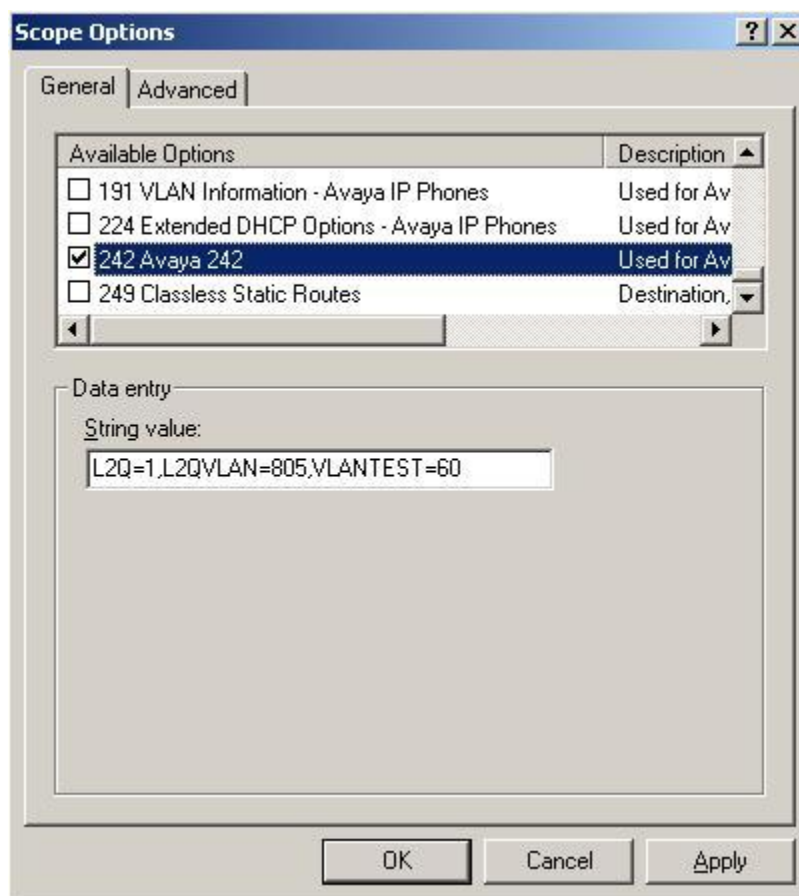 Scope Options
General Advanced
Available Options Description
191 VLAN Information - Avaya IP Phones Used for Av
224 Extended DHCP Options - Avaya IP Phones Used for Av
242 Avaya 242 Used for Av
249 Classless Static Routes Destination,
Data entry
String value:
L2Q=1,L2QVLAN=805,VLANTEST=60
OK Cancel Apply